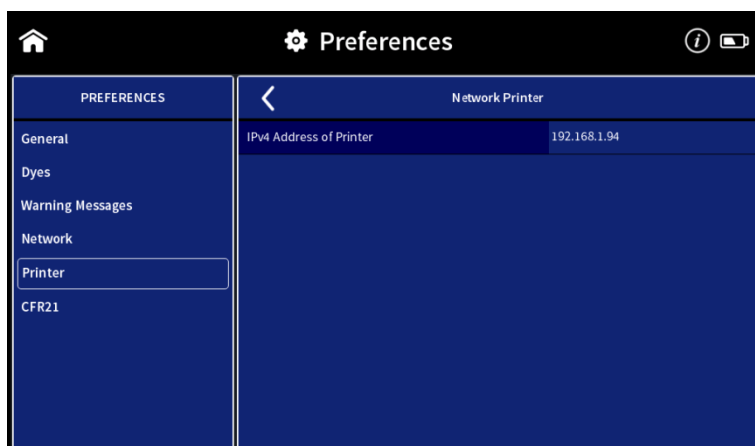 Preferences
PREFERENCES
General
Dyes
Warning Messages
Network
Printer
CFR21
Network Printer
IPv4 Address of Printer 192.168.1.94